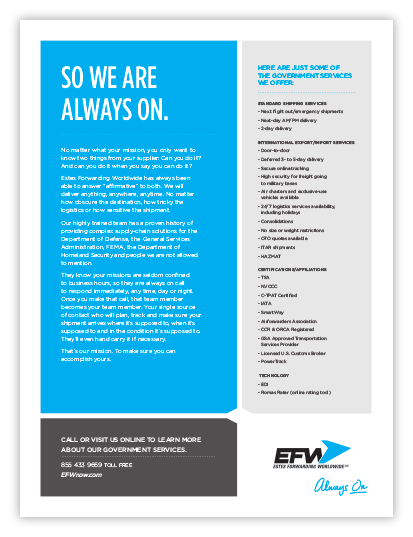 SO WE ARE
ALWAYS ON.
No matter what your mission, you only want to
know two things from your supplier: Can you do it?
And can you do it when you say you can do it?
Estes Forwarding Worldwide has always been
able to answer "affirmative" to both. We will
deliver anything, anywhere, anytime. No matter
how obscure the destination, how tricky the
logistics or how sensitive the shipment.
Our highly trained team has a proven history of
providing complex supply-chain solutions for the
Department of Defense, the General Services
Administration, FEMA, the Department of
Homeland Security and people we are not allowed
to mention.
They know your missions are seldom confined
to business hours, so they are always on call
to respond immediately, any time, day or night.
Once you make that call, that team member
becomes your team member. Your single source
of contact who will plan, track and make sure your
shipment arrives where it's supposed to, when it's
supposed to and in the condition it's supposed to.
They'll even hand carry it if necessary.
That's our mission. To make sure you can
accomplish yours.
HERE ARE JUST SOME OF
THE GOVERNMENT SERVICES
WE OFFER:
STANDARD SHIPPING SERVICES
• Next flight out/emergency shipments
• Next-day AM/PM delivery
• 2-day delivery
INTERNATIONAL EXPORT/IMPORT SERVICES
• Door-to-door
• Deferred 3- to 5-day delivery
• Secure online tracking
• High security for freight going
to military bases
• Air charters and exclusive-use
vehicles available
• 24/7 logistics services availability,
including holidays
• Consolidations
• No size or weight restrictions
• OTO quotes available
• ITAR shipments
• HAZMAT
CERTIFICATIONS/AFFILIATIONS
• TSA
• NVOCC
• C-TPAT Certified
• IATA
• SmartWay
• Airforwarders Association
• CCR & ORCA Registered
• GSA Approved Transportation
Services Provider
• Licensed U.S. Customs Broker
• PowerTrack
TECHNOLOGY
• EDI
• Romas Rater (online rating tool)
CALL OR VISIT US ONLINE TO LEARN MORE
ABOUT OUR GOVERNMENT SERVICES.
855 433 9669 TOLL FREE
EFWnow.com
EFW
ESTES FORWARDING WORLDWIDE
Always On